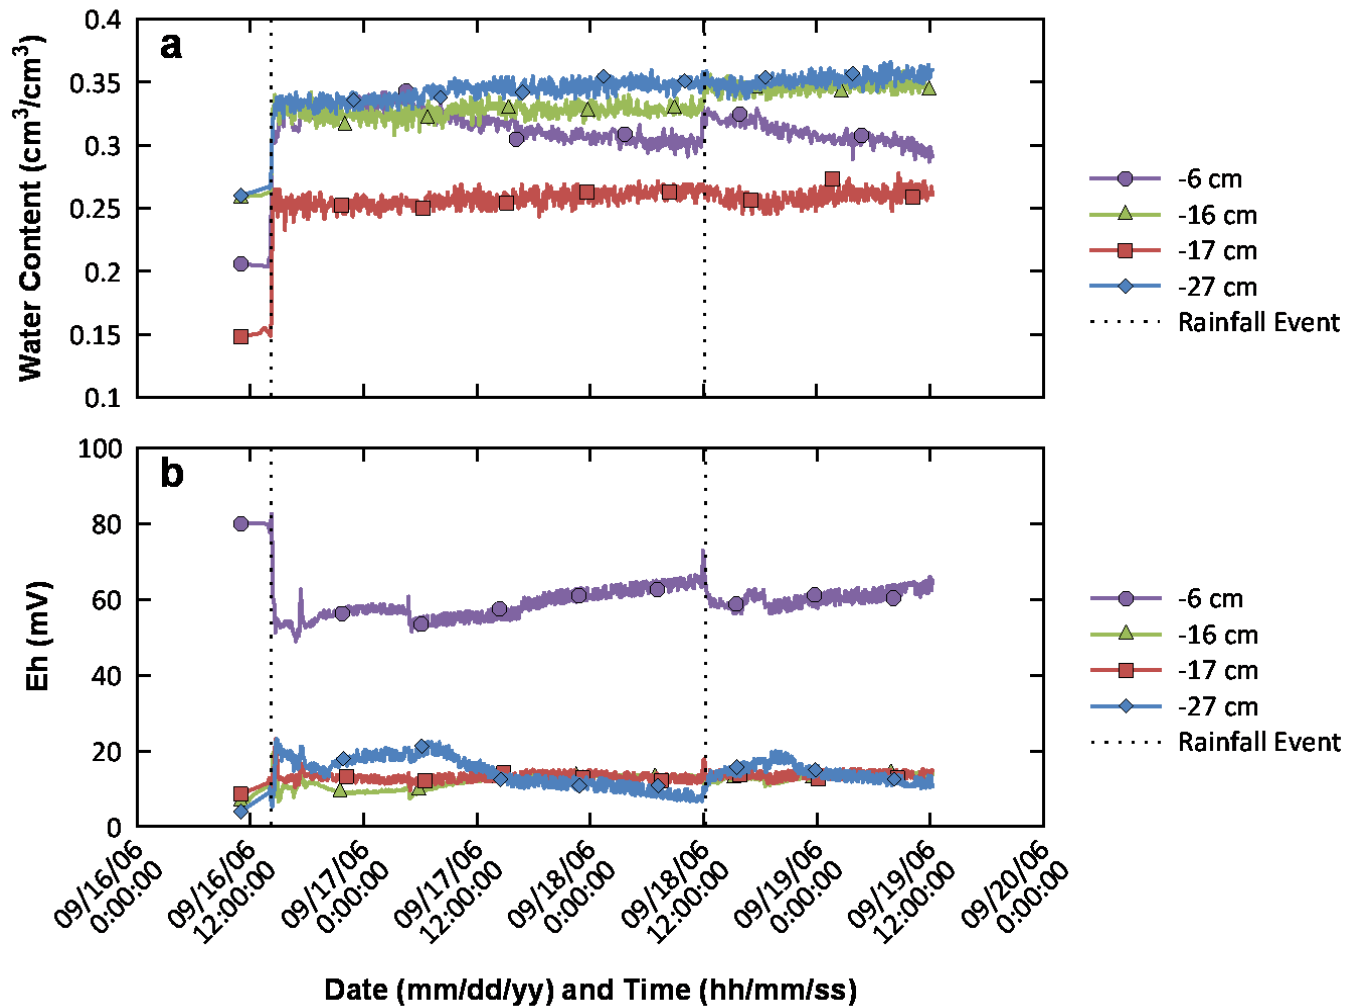 a
0.4
0.35
0.3
0.25
0.2
0.15
0.1
Water Content (cm³/cm³)
-6 cm
-16 cm
-17 cm
-27 cm
Rainfall Event
b
100
80
60
40
20
0
Eh (mV)
-6 cm
-16 cm
-17 cm
-27 cm
Rainfall Event
09/16/06
0:00:00
09/16/06
12:00:00
09/17/06
0:00:00
09/17/06
12:00:00
09/18/06
0:00:00
09/18/06
12:00:00
09/19/06
0:00:00
09/19/06
12:00:00
09/20/06
0:00:00
Date (mm/dd/yy) and Time (hh/mm/ss)